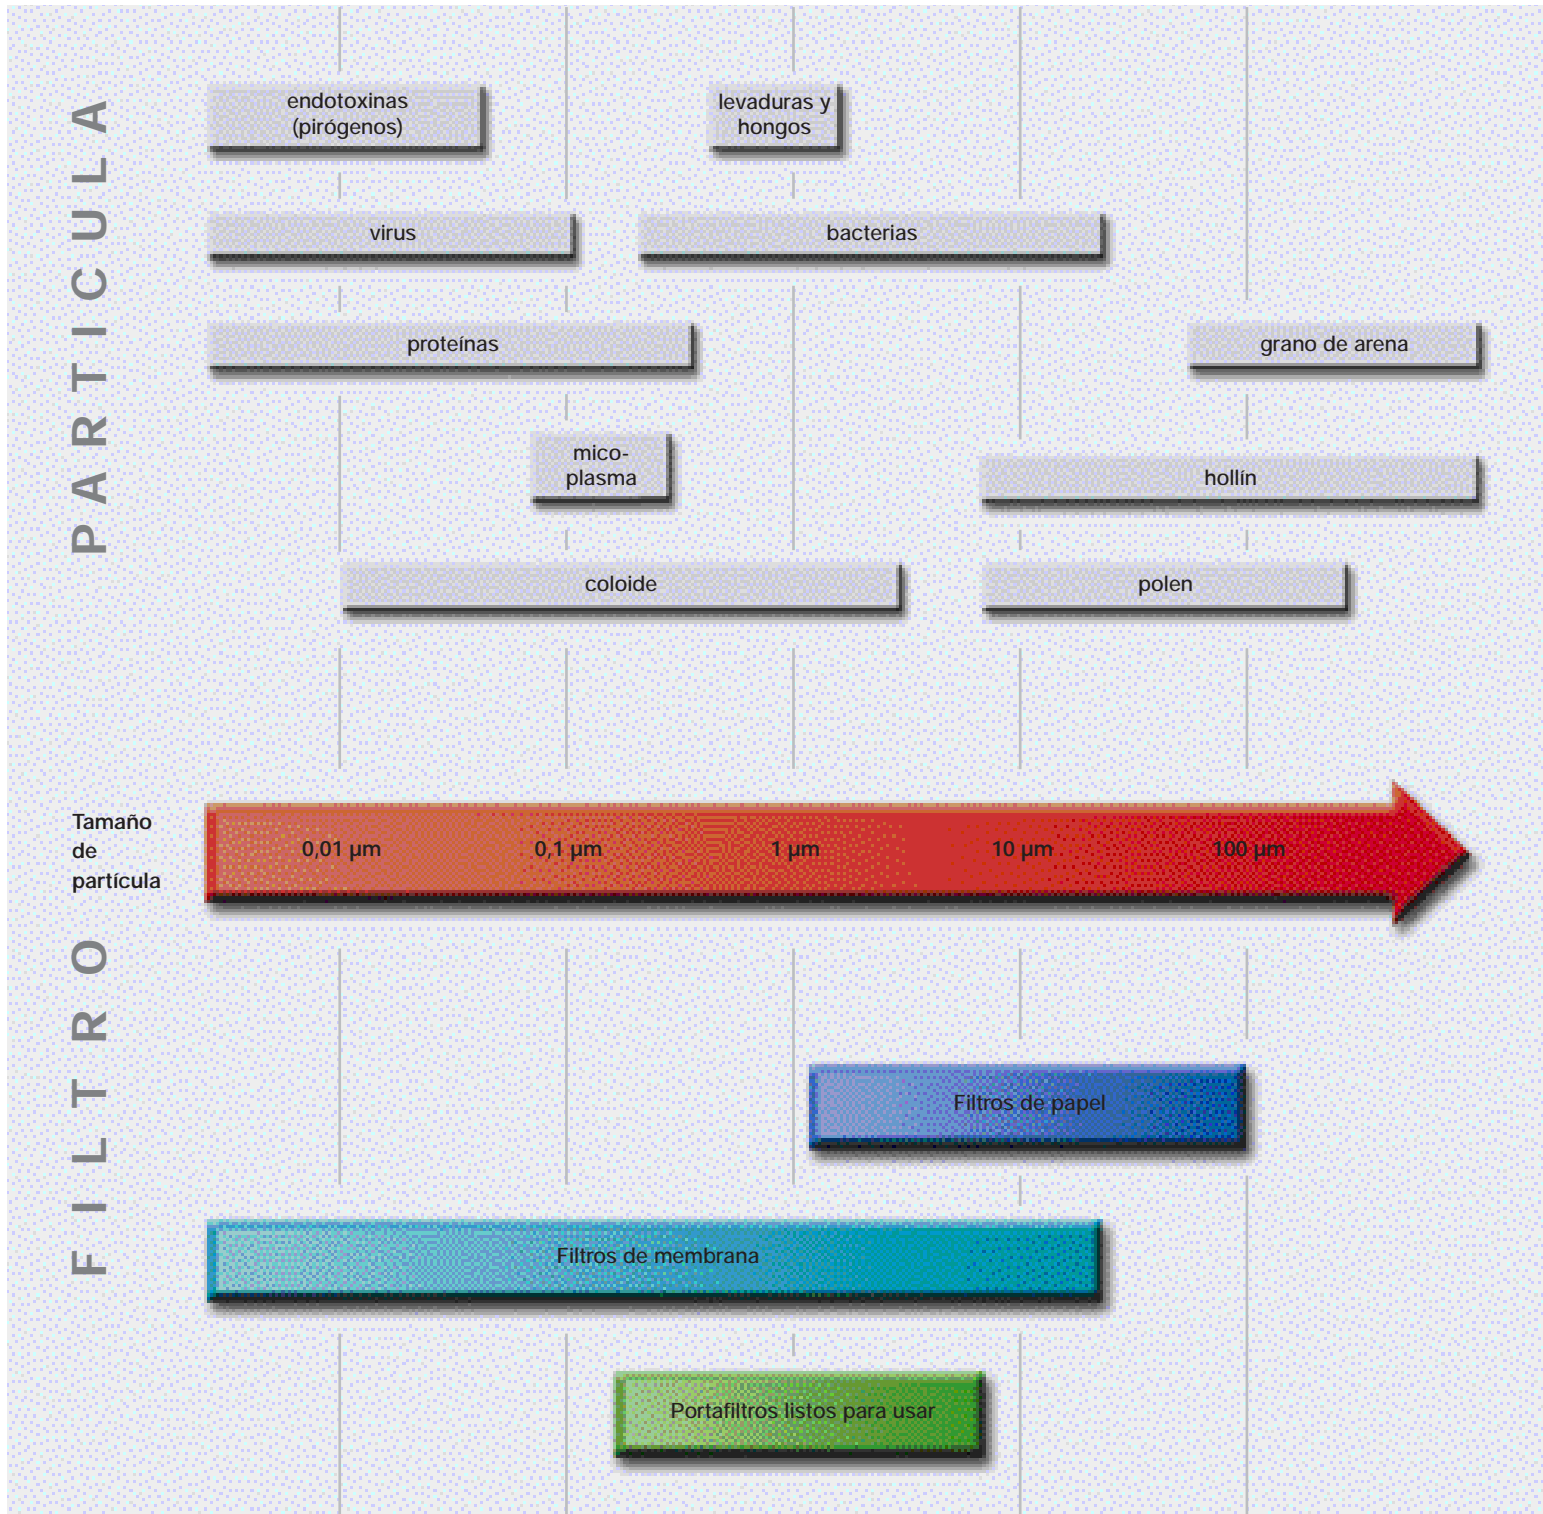 PARTICULA
endotoxinas
(pirógenos)
levaduras y
hongos
virus
bacterias
proteínas
grano de arena
mico-
plasma
hollín
coloide
polen
Tamaño
de
partícula
0,01 µm
0,1 µm
1 µm
10 µm
100 µm
FILTRO
Filtros de papel
Filtros de membrana
Portafiltros listos para usar